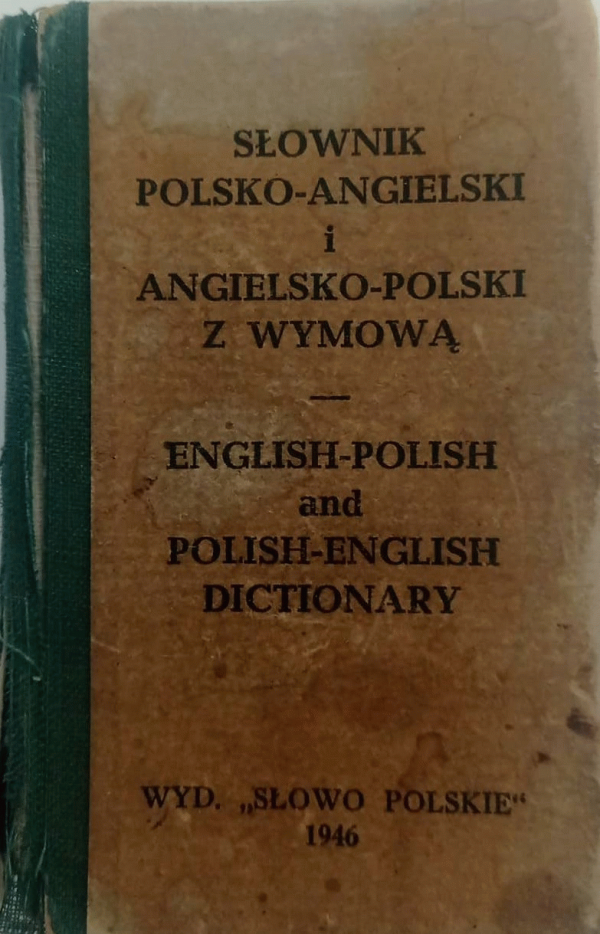 SŁOWNIK
POLSKO-ANGIELSKI
i
ANGIELSKO-POLSKI
Z WYMOWĄ
—
ENGLISH-POLISH
and
POLISH-ENGLISH
DICTIONARY
WYD. „SŁOWO POLSKIE“
1946